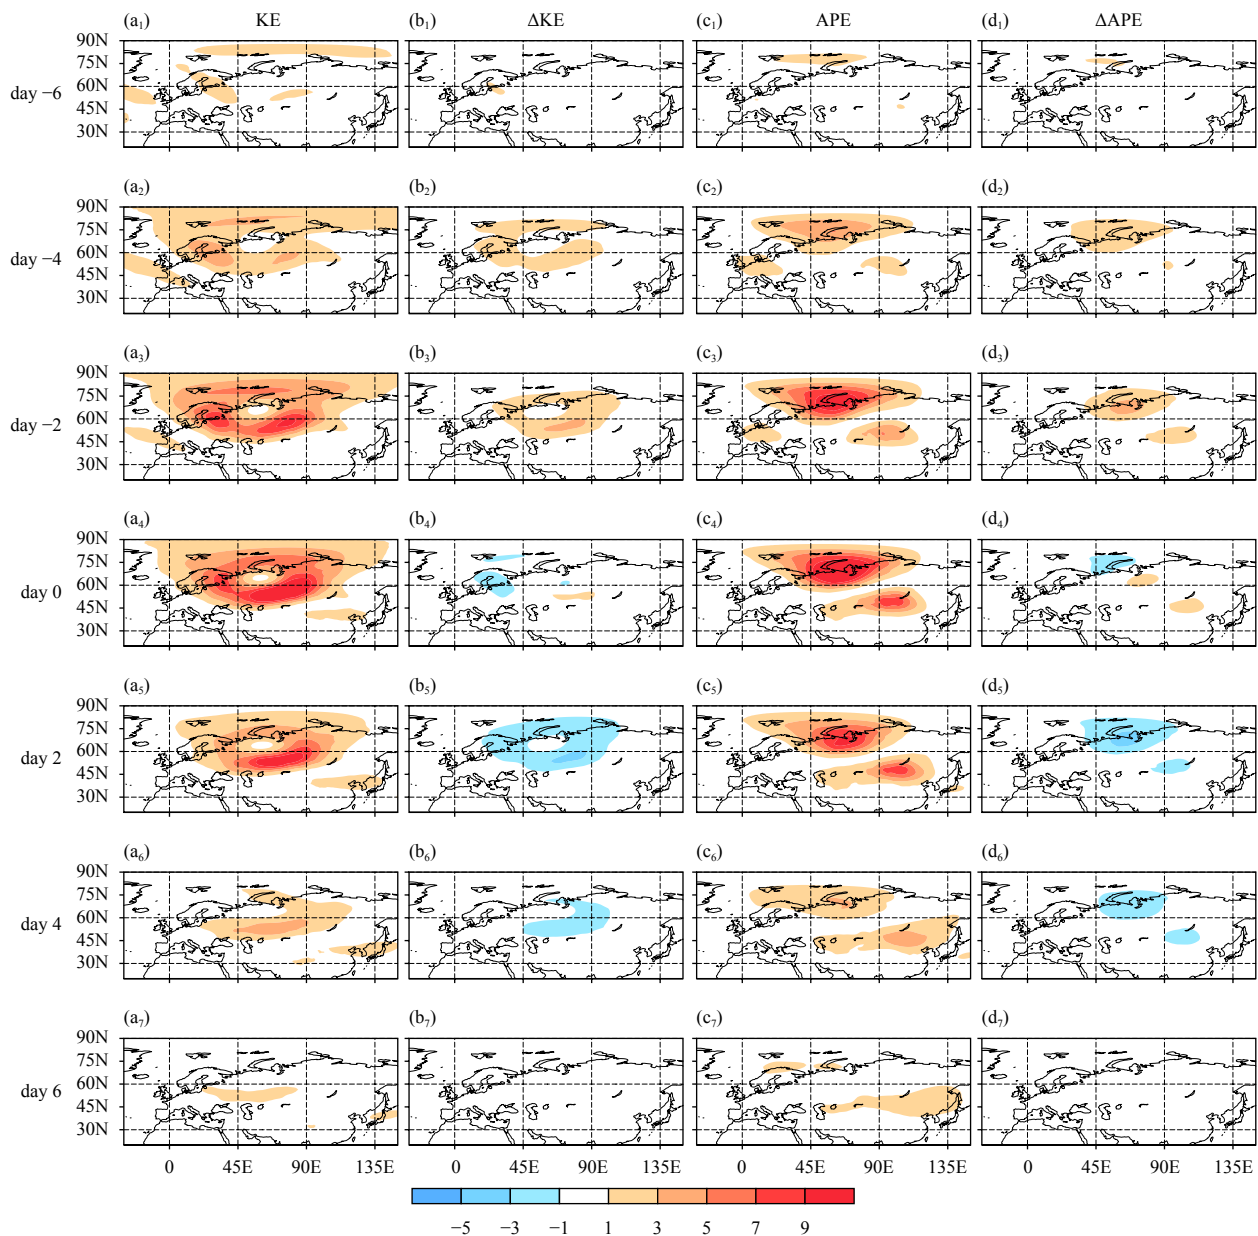 (a₁) KE (b₁) ΔKE (c₁) APE (d₁) ΔAPE
90N
75N
day −6 60N
45N
30N
(a₂) (b₂) (c₂) (d₂)
90N
75N
day −4 60N
45N
30N
(a₃) (b₃) (c₃) (d₃)
90N
75N
day −2 60N
45N
30N
(a₄) (b₄) (c₄) (d₄)
90N
75N
day 0 60N
45N
30N
(a₅) (b₅) (c₅) (d₅)
90N
75N
day 2 60N
45N
30N
(a₆) (b₆) (c₆) (d₆)
90N
75N
day 4 60N
45N
30N
(a₇) (b₇) (c₇) (d₇)
90N
75N
day 6 60N
45N
30N
0 45E 90E 135E 0 45E 90E 135E 0 45E 90E 135E 0 45E 90E 135E
−5 −3 −1 1 3 5 7 9